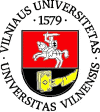 VILNIAUS UNIVERSITETAS
· 1579 ·
UNIVERSITAS VILNENSIS